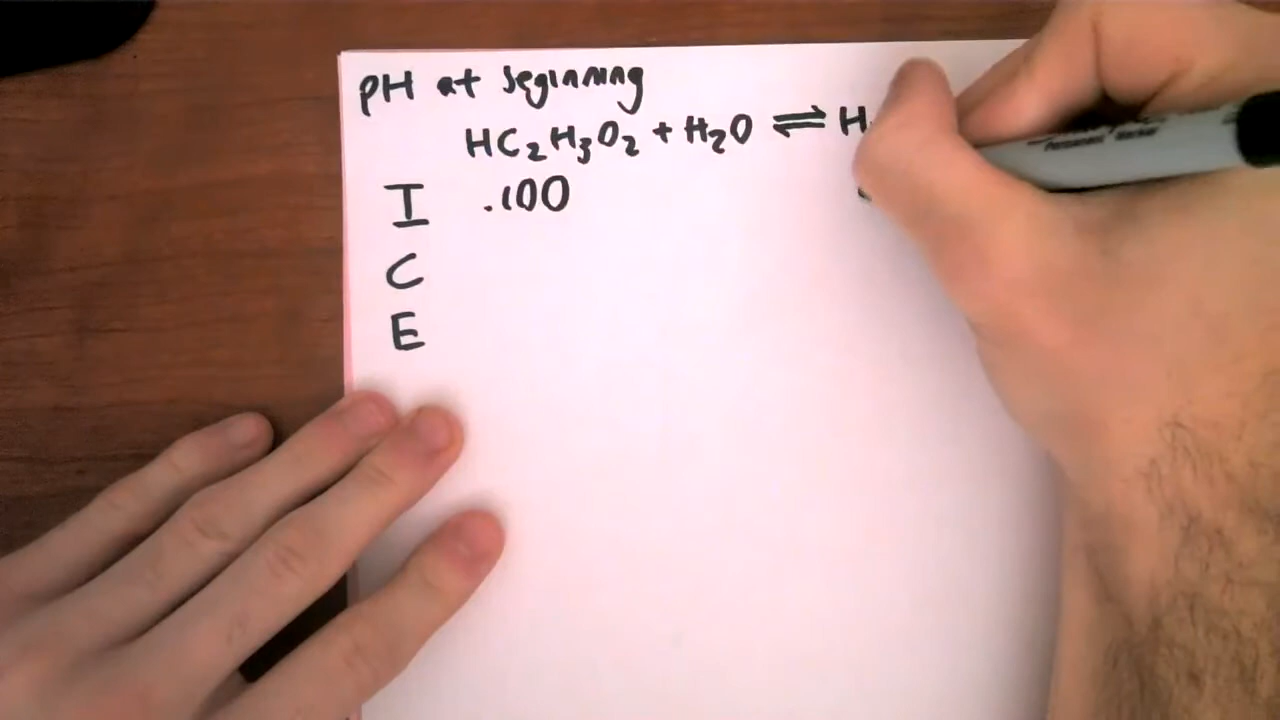 pH at beginning
HC₂H₃O₂ + H₂O ⇌ H
I .100
C
E